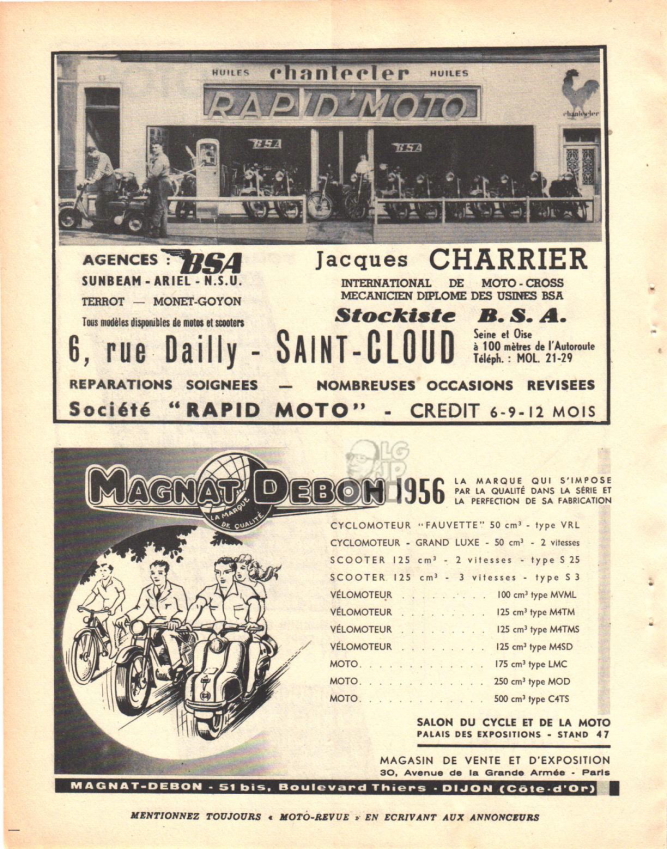 HUILES chantecler HUILES
RAPID'MOTO
chantecler
BSA
BSA
AGENCES : BSA
SUNBEAM - ARIEL - N.S.U.
TERROT — MONET-GOYON
Tous modèles disponibles de motos et scooters
Jacques CHARRIER
INTERNATIONAL DE MOTO-CROSS
MECANICIEN DIPLOME DES USINES BSA
Stockiste B.S.A.
6, rue Dailly - SAINT-CLOUD
Seine et Oise
à 100 mètres de l'Autoroute
Téléph. : MOL. 21-29
REPARATIONS SOIGNEES — NOMBREUSES OCCASIONS REVISEES
Société "RAPID MOTO" - CREDIT 6-9-12 MOIS
LG
JP
MAGNAT DEBON 1956
LA MARQUE
DE QUALITÉ
LA MARQUE QUI S'IMPOSE
PAR LA QUALITÉ DANS LA SÉRIE ET
LA PERFECTION DE SA FABRICATION
CYCLOMOTEUR "FAUVETTE" 50 cm³ - type VRL
CYCLOMOTEUR - GRAND LUXE - 50 cm³ - 2 vitesses
SCOOTER 125 cm³ - 2 vitesses - type S 25
SCOOTER 125 cm³ - 3 vitesses - type S 3
VÉLOMOTEUR . . . . . . . . . . 100 cm³ type MVML
VÉLOMOTEUR . . . . . . . . . . 125 cm³ type M4TM
VÉLOMOTEUR . . . . . . . . . . 125 cm³ type M4TMS
VÉLOMOTEUR . . . . . . . . . . 125 cm³ type M4SD
MOTO. . . . . . . . . . . . . 175 cm³ type LMC
MOTO. . . . . . . . . . . . . 250 cm³ type MOD
MOTO. . . . . . . . . . . . . 500 cm³ type C4TS
SALON DU CYCLE ET DE LA MOTO
PALAIS DES EXPOSITIONS - STAND 47
MAGASIN DE VENTE ET D'EXPOSITION
30, Avenue de la Grande Armée - Paris
MAGNAT-DEBON - 51 bis, Boulevard Thiers - DIJON (Côte-d'Or)
MENTIONNEZ TOUJOURS « MOTO-REVUE » EN ECRIVANT AUX ANNONCEURS